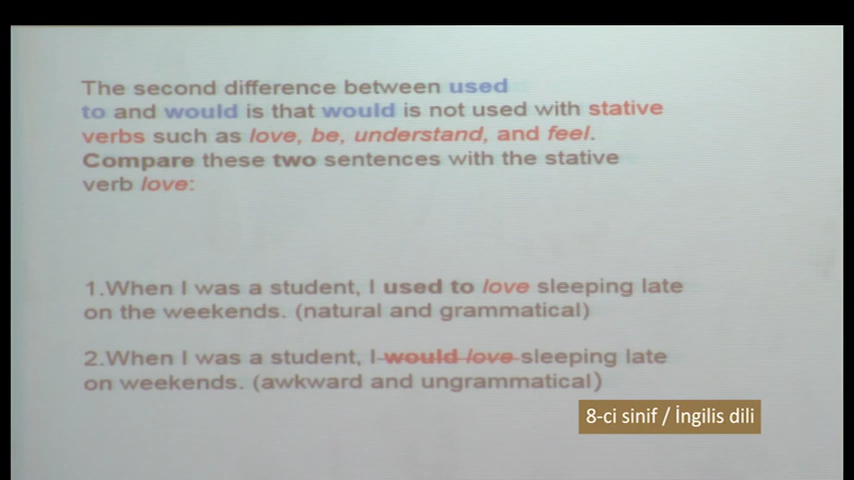 The second difference between used
to and would is that would is not used with stative
verbs such as love, be, understand, and feel.
Compare these two sentences with the stative
verb love:
1.When I was a student, I used to love sleeping late
on the weekends. (natural and grammatical)
2.When I was a student, I would love sleeping late
on weekends. (awkward and ungrammatical)
8-ci sinif / İngilis dili